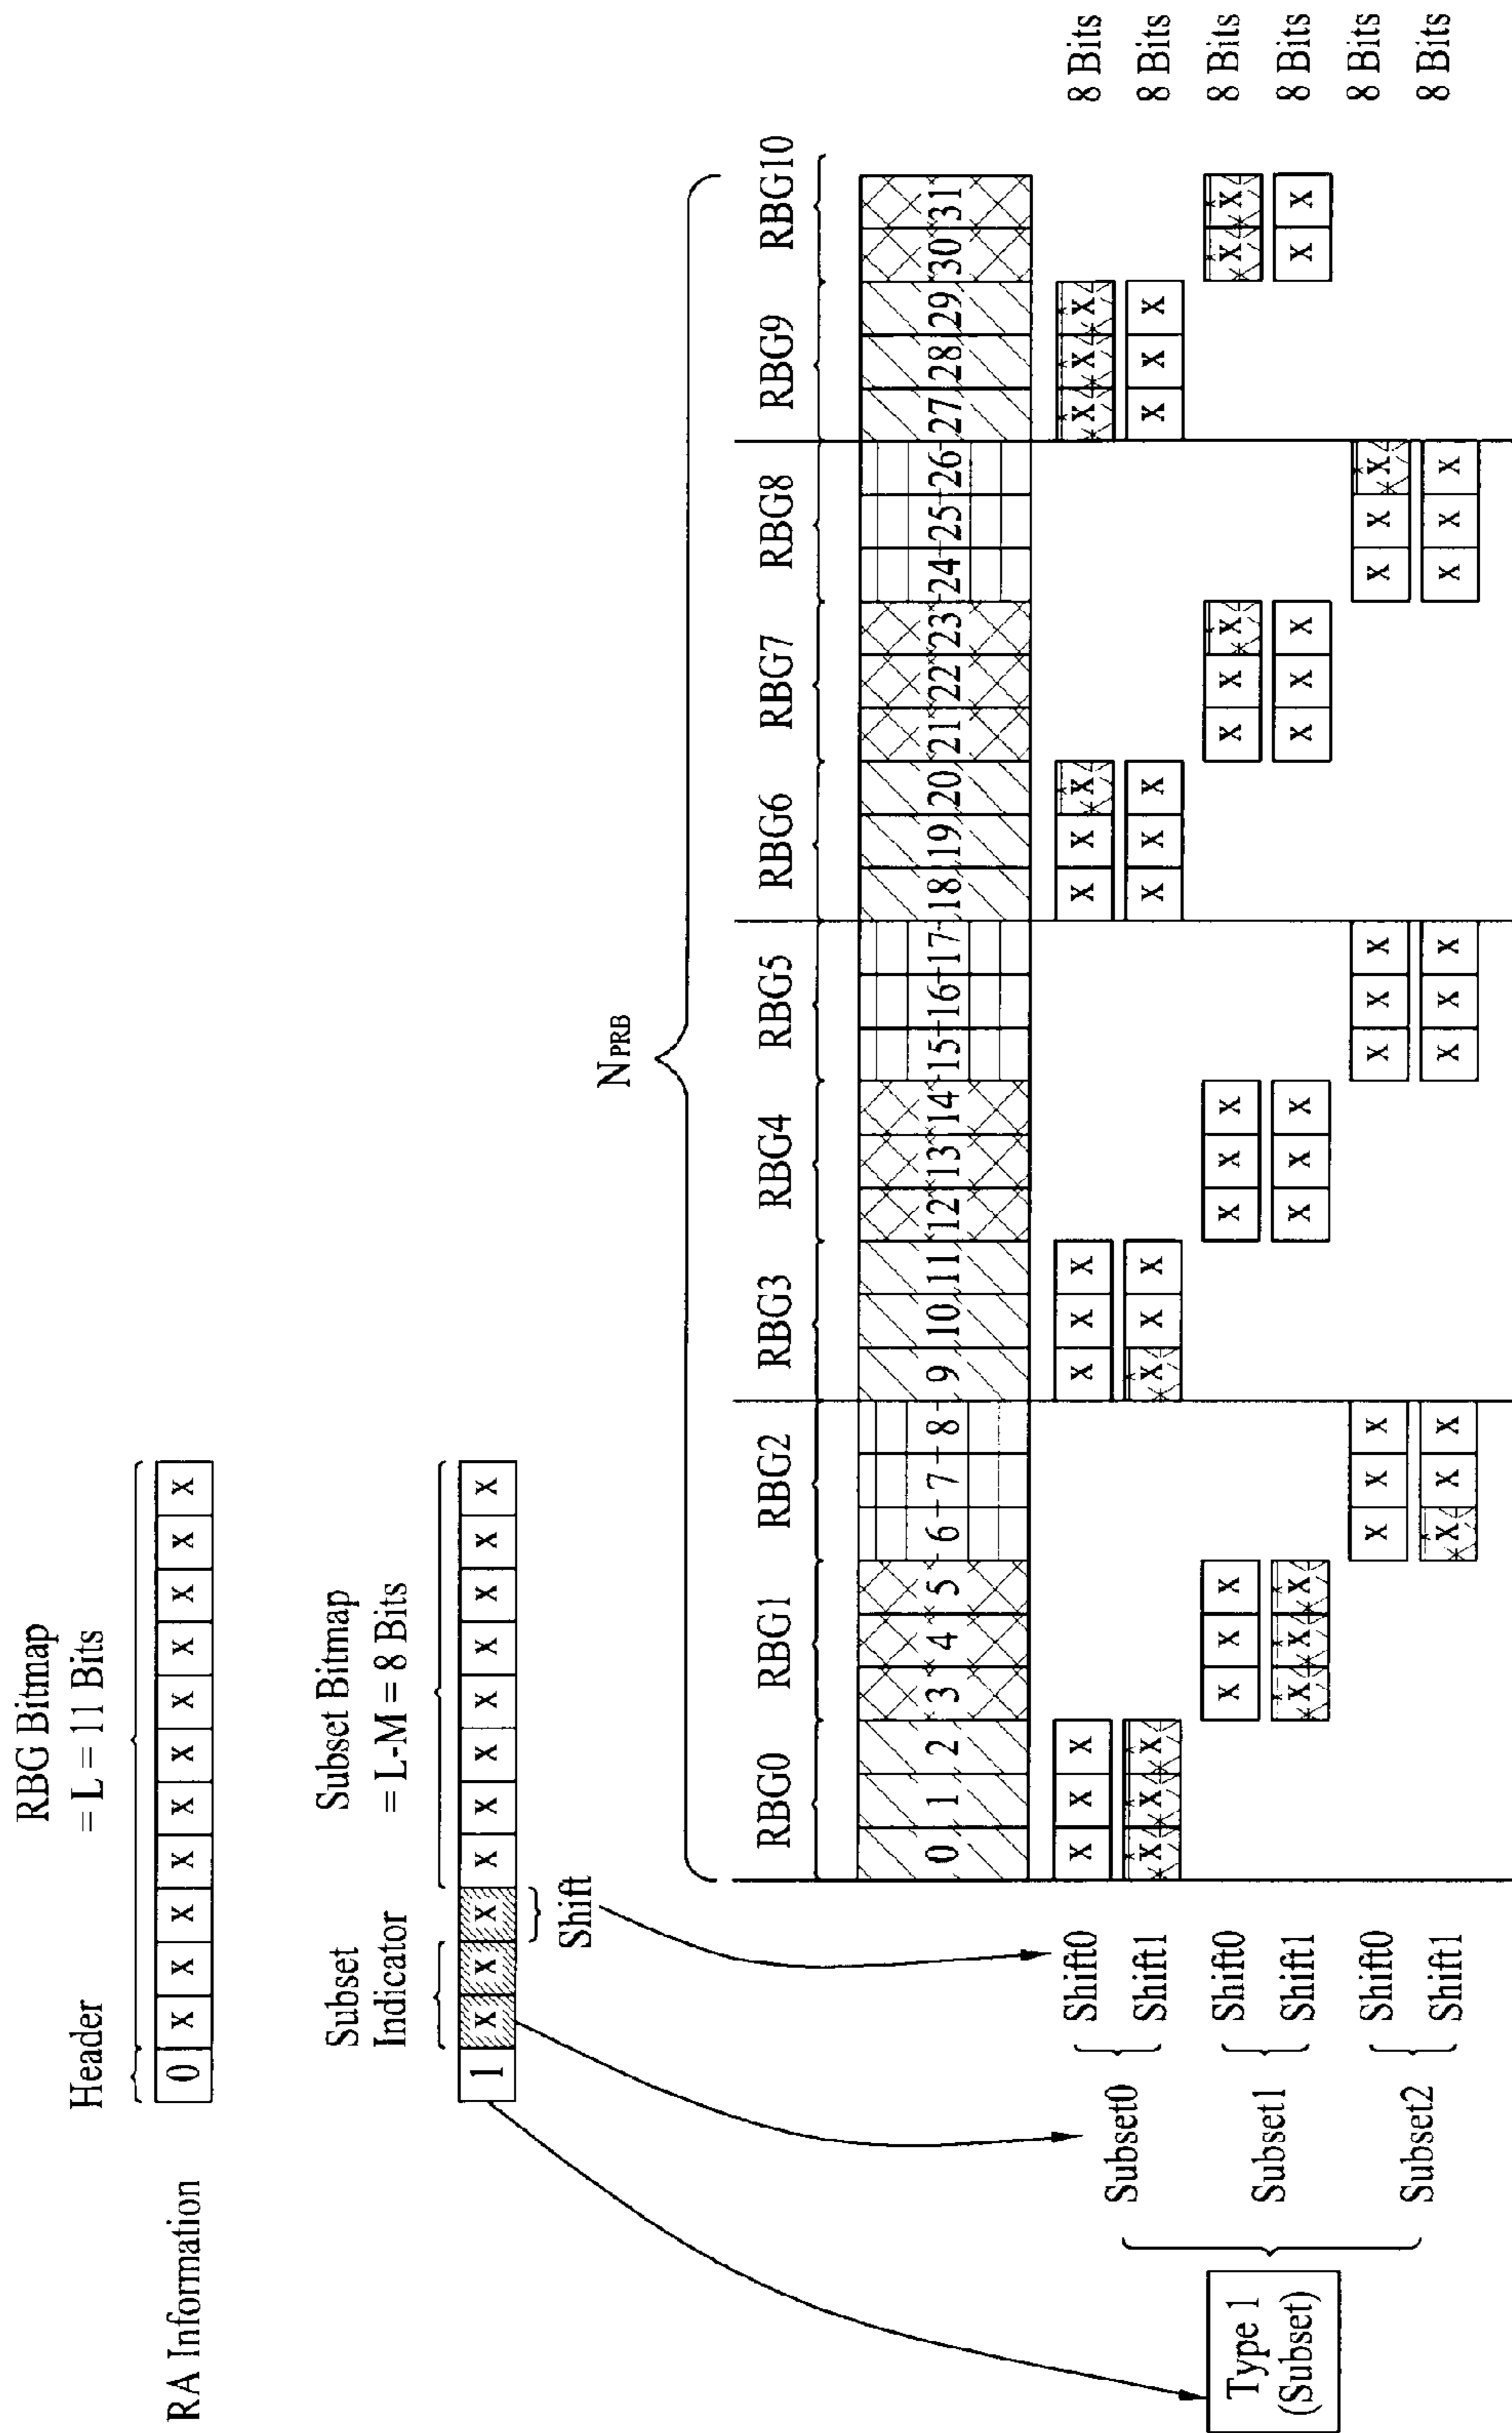 RA Information
Header
RBG Bitmap
= L = 11 Bits
0 X X X X X X X X X X X
Subset
Indicator
Subset Bitmap
= L-M = 8 Bits
1 X X X X X X X X X X X
Shift
NPRB
RBG0 RBG1 RBG2 RBG3 RBG4 RBG5 RBG6 RBG7 RBG8 RBG9 RBG10
0 1 2 3 4 5 6 7 8 9 10 11 12 13 14 15 16 17 18 19 20 21 22 23 24 25 26 27 28 29 30 31
Type 1
(Subset)
Subset0
Shift0 X X X X X X X X X X X X 8 Bits
Shift1 X X X X X X X X X X X X 8 Bits
Subset1
Shift0 X X X X X X X X X X X 8 Bits
Shift1 X X X X X X X X X X X 8 Bits
Subset2
Shift0 X X X X X X X X X 8 Bits
Shift1 X X X X X X X X X 8 Bits